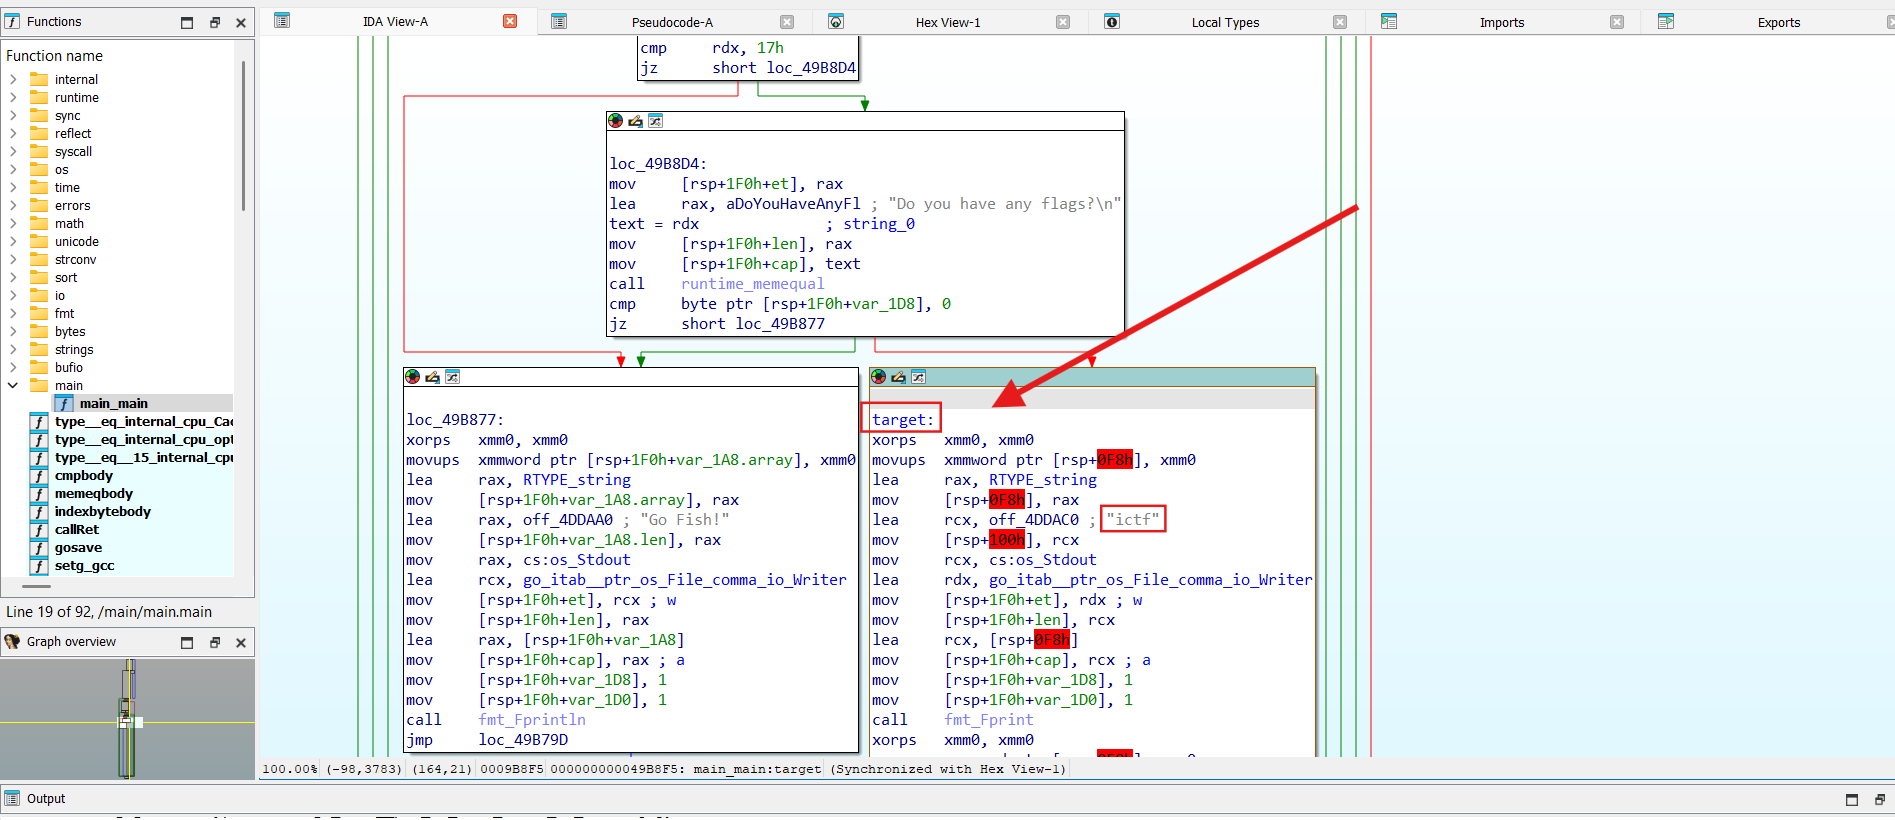 Functions
IDA View-A
Pseudocode-A
Hex View-1
Local Types
Imports
Exports
Function name
internal
runtime
sync
reflect
syscall
os
time
errors
math
unicode
strconv
sort
io
fmt
bytes
strings
bufio
main
main_main
type__eq_internal_cpu_Cac
type__eq_internal_cpu_opt
type__eq__15_internal_cpu
cmpbody
memeqbody
indexbytebody
callRet
gosave
setg_gcc
Line 19 of 92, /main/main.main
Graph overview
cmp rdx, 17h
jz short loc_49B8D4
loc_49B8D4:
mov [rsp+1F0h+et], rax
lea rax, aDoYouHaveAnyFl ; "Do you have any flags?\n"
text = rdx ; string_0
mov [rsp+1F0h+len], rax
mov [rsp+1F0h+cap], text
call runtime_memequal
cmp byte ptr [rsp+1F0h+var_1D8], 0
jz short loc_49B877
loc_49B877:
xorps xmm0, xmm0
movups xmmword ptr [rsp+1F0h+var_1A8.array], xmm0
lea rax, RTYPE_string
mov [rsp+1F0h+var_1A8.array], rax
lea rax, off_4DDAA0 ; "Go Fish!"
mov [rsp+1F0h+var_1A8.len], rax
mov rax, cs:os_Stdout
lea rcx, go_itab__ptr_os_File_comma_io_Writer
mov [rsp+1F0h+et], rcx ; w
mov [rsp+1F0h+len], rax
lea rax, [rsp+1F0h+var_1A8]
mov [rsp+1F0h+cap], rax ; a
mov [rsp+1F0h+var_1D8], 1
mov [rsp+1F0h+var_1D0], 1
call fmt_Fprintln
jmp loc_49B79D
target:
xorps xmm0, xmm0
movups xmmword ptr [rsp+0F8h], xmm0
lea rax, RTYPE_string
mov [rsp+0F8h], rax
lea rcx, off_4DDAC0 ; "ictf"
mov [rsp+100h], rcx
mov rcx, cs:os_Stdout
lea rdx, go_itab__ptr_os_File_comma_io_Writer
mov [rsp+1F0h+et], rdx ; w
mov [rsp+1F0h+len], rcx
lea rcx, [rsp+0F8h]
mov [rsp+1F0h+cap], rcx ; a
mov [rsp+1F0h+var_1D8], 1
mov [rsp+1F0h+var_1D0], 1
call fmt_Fprint
xorps xmm0, xmm0
100.00% (-98,3783) (164,21) 0009B8F5 000000000049B8F5: main_main:target (Synchronized with Hex View-1)
Output